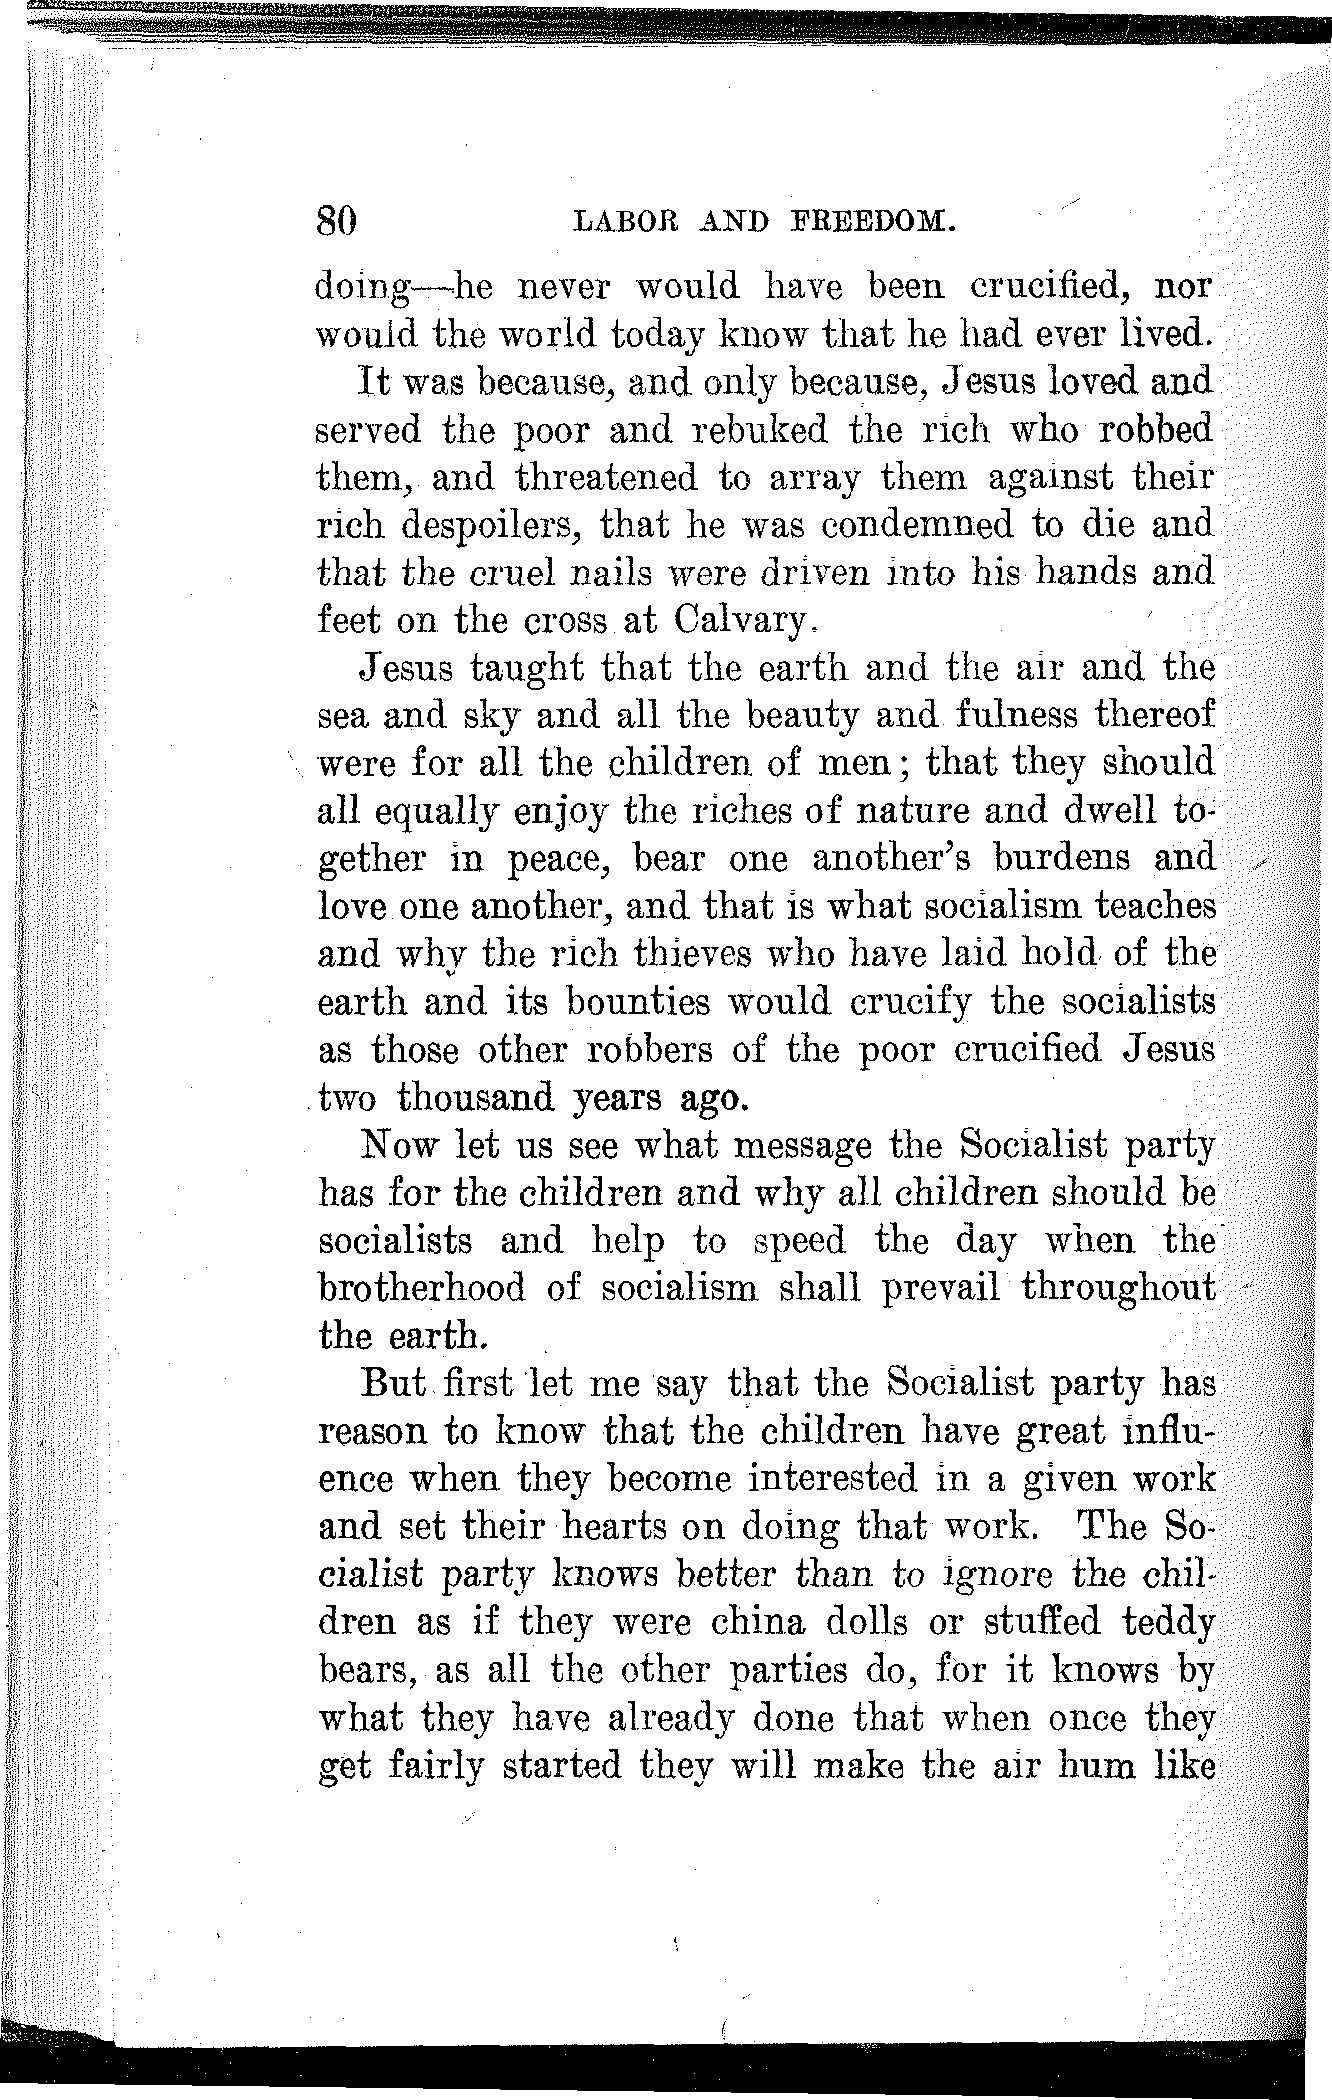 80 LABOR AND FREEDOM.
doing—he never would have been crucified, nor
would the world today know that he had ever lived.
It was because, and only because, Jesus loved and
served the poor and rebuked the rich who robbed
them, and threatened to array them against their
rich despoilers, that he was condemned to die and
that the cruel nails were driven into his hands and
feet on the cross at Calvary.
Jesus taught that the earth and the air and the
sea and sky and all the beauty and fulness thereof
were for all the children of men; that they should
all equally enjoy the riches of nature and dwell to-
gether in peace, bear one another's burdens and
love one another, and that is what socialism teaches
and why the rich thieves who have laid hold of the
earth and its bounties would crucify the socialists
as those other robbers of the poor crucified Jesus
two thousand years ago.
Now let us see what message the Socialist party
has for the children and why all children should be
socialists and help to speed the day when the
brotherhood of socialism shall prevail throughout
the earth.
But first let me say that the Socialist party has
reason to know that the children have great influ-
ence when they become interested in a given work
and set their hearts on doing that work. The So-
cialist party knows better than to ignore the chil-
dren as if they were china dolls or stuffed teddy
bears, as all the other parties do, for it knows by
what they have already done that when once they
get fairly started they will make the air hum like